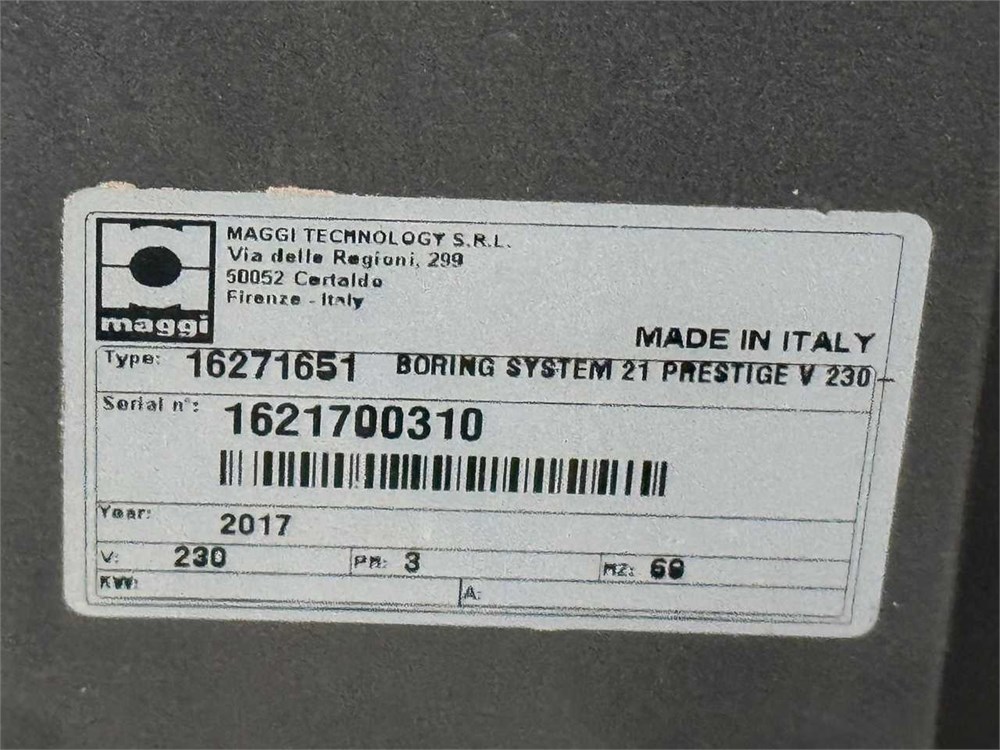 MAGGI TECHNOLOGY S.R.L.
Via delle Regioni, 299
50052 Certaldo
Firenze - Italy
maggi
MADE IN ITALY
Type: 16271651 BORING SYSTEM 21 PRESTIGE V 230
Serial n°: 1621700310
Year: 2017
V: 230 PH: 3 HZ: 60
KW: A: